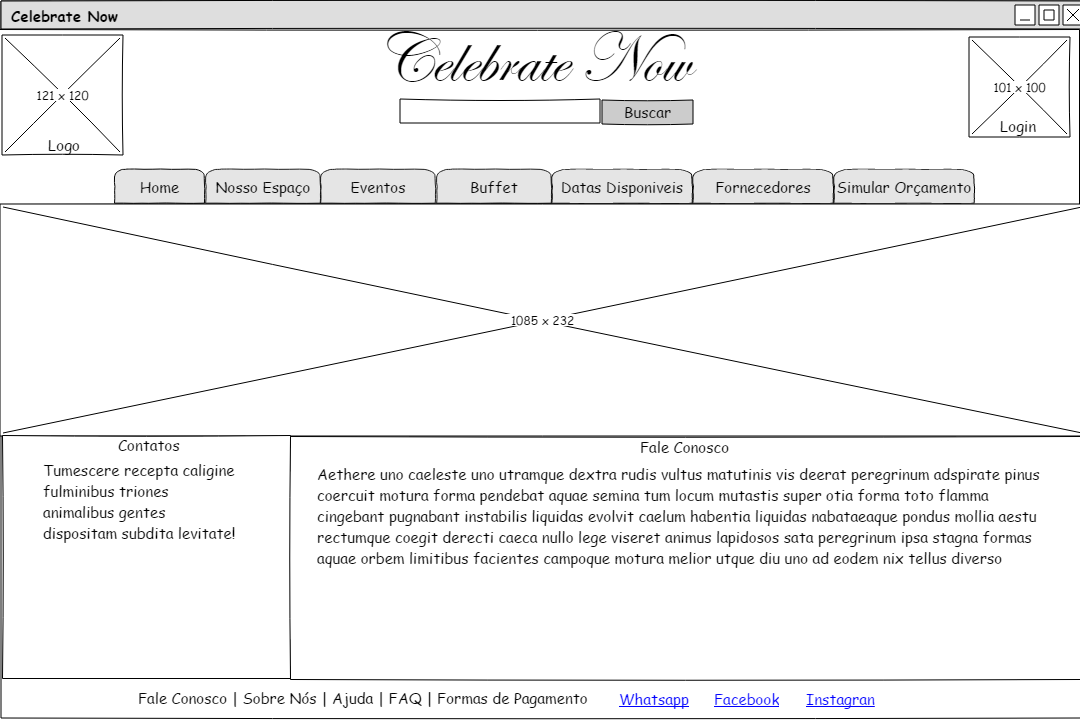 Celebrate Now
Celebrate Now
121 x 120
Logo
101 x 100
Login
Buscar
Home Nosso Espaço Eventos Buffet Datas Disponiveis Fornecedores Simular Orçamento
1085 x 232
Contatos
Tumescere recepta caligine
fulminibus triones
animalibus gentes
dispositam subdita levitate!
Fale Conosco
Aethere uno caeleste uno utramque dextra rudis vultus matutinis vis deerat peregrinum adspirate pinus
coercuit motura forma pendebat aquae semina tum locum mutastis super otia forma toto flamma
cingebant pugnabant instabilis liquidas evolvit caelum habentia liquidas nabataeaque pondus mollia aestu
rectumque coegit derecti caeca nullo lege viseret animus lapidosos sata peregrinum ipsa stagna formas
aquae orbem limitibus facientes campoque motura melior utque diu uno ad eodem nix tellus diverso
Fale Conosco | Sobre Nós | Ajuda | FAQ | Formas de Pagamento Whatsapp Facebook Instagran